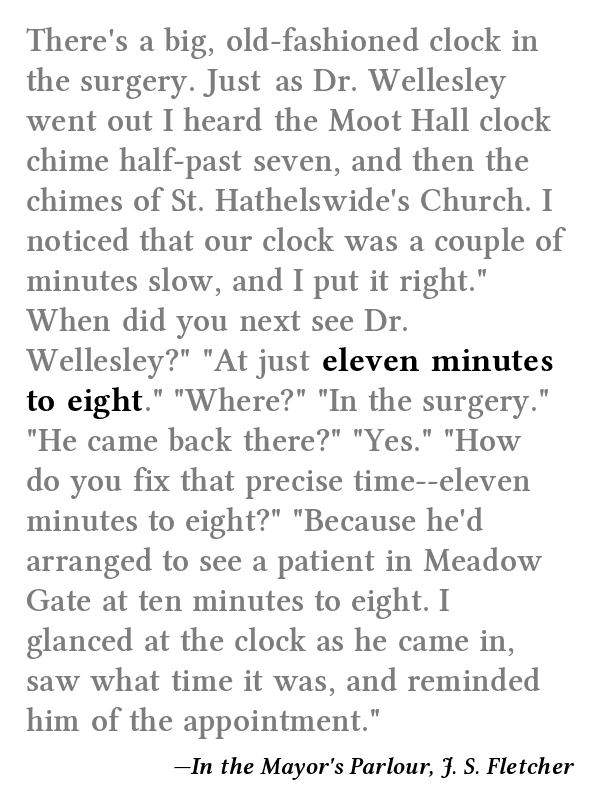 There's a big, old-fashioned clock in
the surgery. Just as Dr. Wellesley
went out I heard the Moot Hall clock
chime half-past seven, and then the
chimes of St. Hathelswide's Church. I
noticed that our clock was a couple of
minutes slow, and I put it right."
When did you next see Dr.
Wellesley?" "At just eleven minutes
to eight." "Where?" "In the surgery."
"He came back there?" "Yes." "How
do you fix that precise time--eleven
minutes to eight?" "Because he'd
arranged to see a patient in Meadow
Gate at ten minutes to eight. I
glanced at the clock as he came in,
saw what time it was, and reminded
him of the appointment."
—In the Mayor's Parlour, J. S. Fletcher